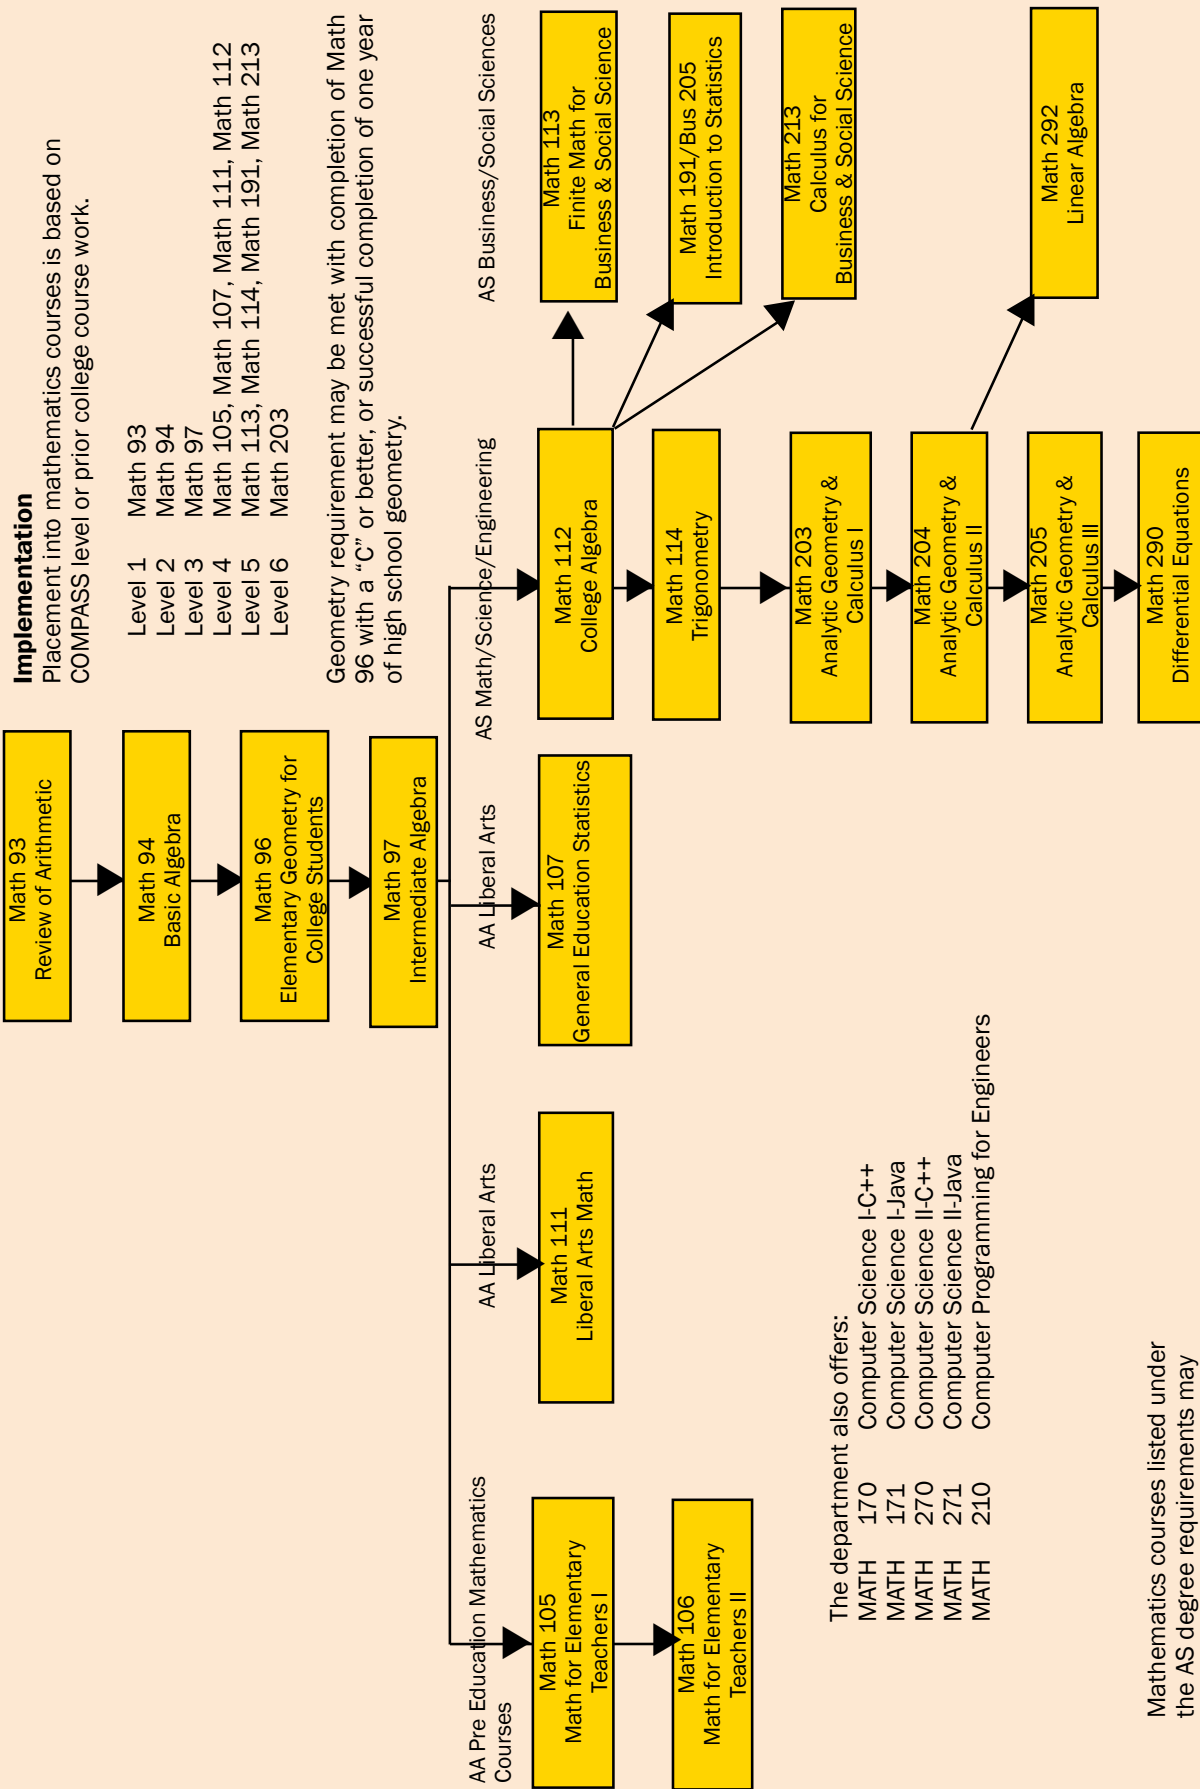 Math 93
Review of Arithmetic
Math 94
Basic Algebra
Math 96
Elementary Geometry for
College Students
Math 97
Intermediate Algebra
Implementation
Placement into mathematics courses is based on
COMPASS level or prior college course work.
Level 1 Math 93
Level 2 Math 94
Level 3 Math 97
Level 4 Math 105, Math 107, Math 111, Math 112
Level 5 Math 113, Math 114, Math 191, Math 213
Level 6 Math 203
Geometry requirement may be met with completion of Math
96 with a “C” or better, or successful completion of one year
of high school geometry.
AA Pre Education Mathematics
Courses
Math 105
Math for Elementary
Teachers I
Math 106
Math for Elementary
Teachers II
AA Liberal Arts
Math 111
Liberal Arts Math
AA Liberal Arts
Math 107
General Education Statistics
AS Math/Science/Engineering
Math 112
College Algebra
Math 114
Trigonometry
Math 203
Analytic Geometry &
Calculus I
Math 204
Analytic Geometry &
Calculus II
Math 205
Analytic Geometry &
Calculus III
Math 290
Differential Equations
AS Business/Social Sciences
Math 113
Finite Math for
Business & Social Science
Math 191/Bus 205
Introduction to Statistics
Math 213
Calculus for
Business & Social Science
Math 292
Linear Algebra
The department also offers:
MATH 170 Computer Science I-C++
MATH 171 Computer Science I-Java
MATH 270 Computer Science II-C++
MATH 271 Computer Science II-Java
MATH 210 Computer Programming for Engineers
Mathematics courses listed under
the AS degree requirements may